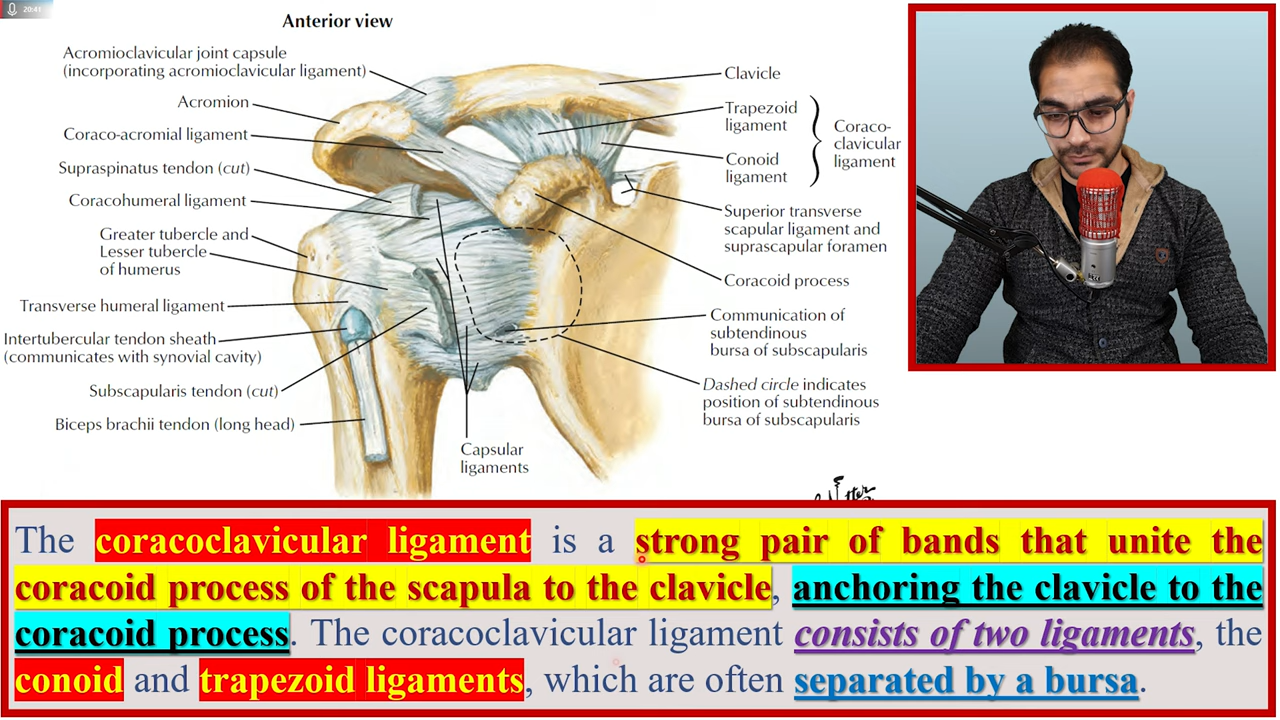 20:41
Anterior view
Acromioclavicular joint capsule
(incorporating acromioclavicular ligament)
Acromion
Coraco-acromial ligament
Supraspinatus tendon (cut)
Coracohumeral ligament
Greater tubercle and
Lesser tubercle
of humerus
Transverse humeral ligament
Intertubercular tendon sheath
(communicates with synovial cavity)
Subscapularis tendon (cut)
Biceps brachii tendon (long head)
Capsular
ligaments
Clavicle
Trapezoid
ligament
Conoid
ligament
Coraco-
clavicular
ligament
Superior transverse
scapular ligament and
suprascapular foramen
Coracoid process
Communication of
subtendinous
bursa of subscapularis
Dashed circle indicates
position of subtendinous
bursa of subscapularis
The coracoclavicular ligament is a strong pair of bands that unite the
coracoid process of the scapula to the clavicle, anchoring the clavicle to the
coracoid process. The coracoclavicular ligament consists of two ligaments, the
conoid and trapezoid ligaments, which are often separated by a bursa.